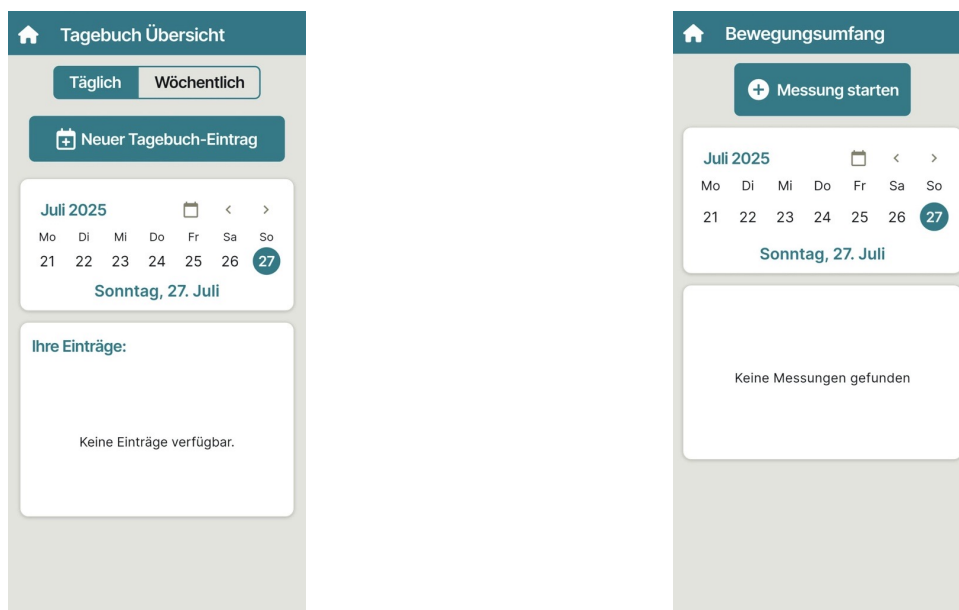 Tagebuch Übersicht
Täglich Wöchentlich
Neuer Tagebuch-Eintrag
Juli 2025
Mo Di Mi Do Fr Sa So
21 22 23 24 25 26 27
Sonntag, 27. Juli
Ihre Einträge:
Keine Einträge verfügbar.
Bewegungsumfang
Messung starten
Juli 2025
Mo Di Mi Do Fr Sa So
21 22 23 24 25 26 27
Sonntag, 27. Juli
Keine Messungen gefunden